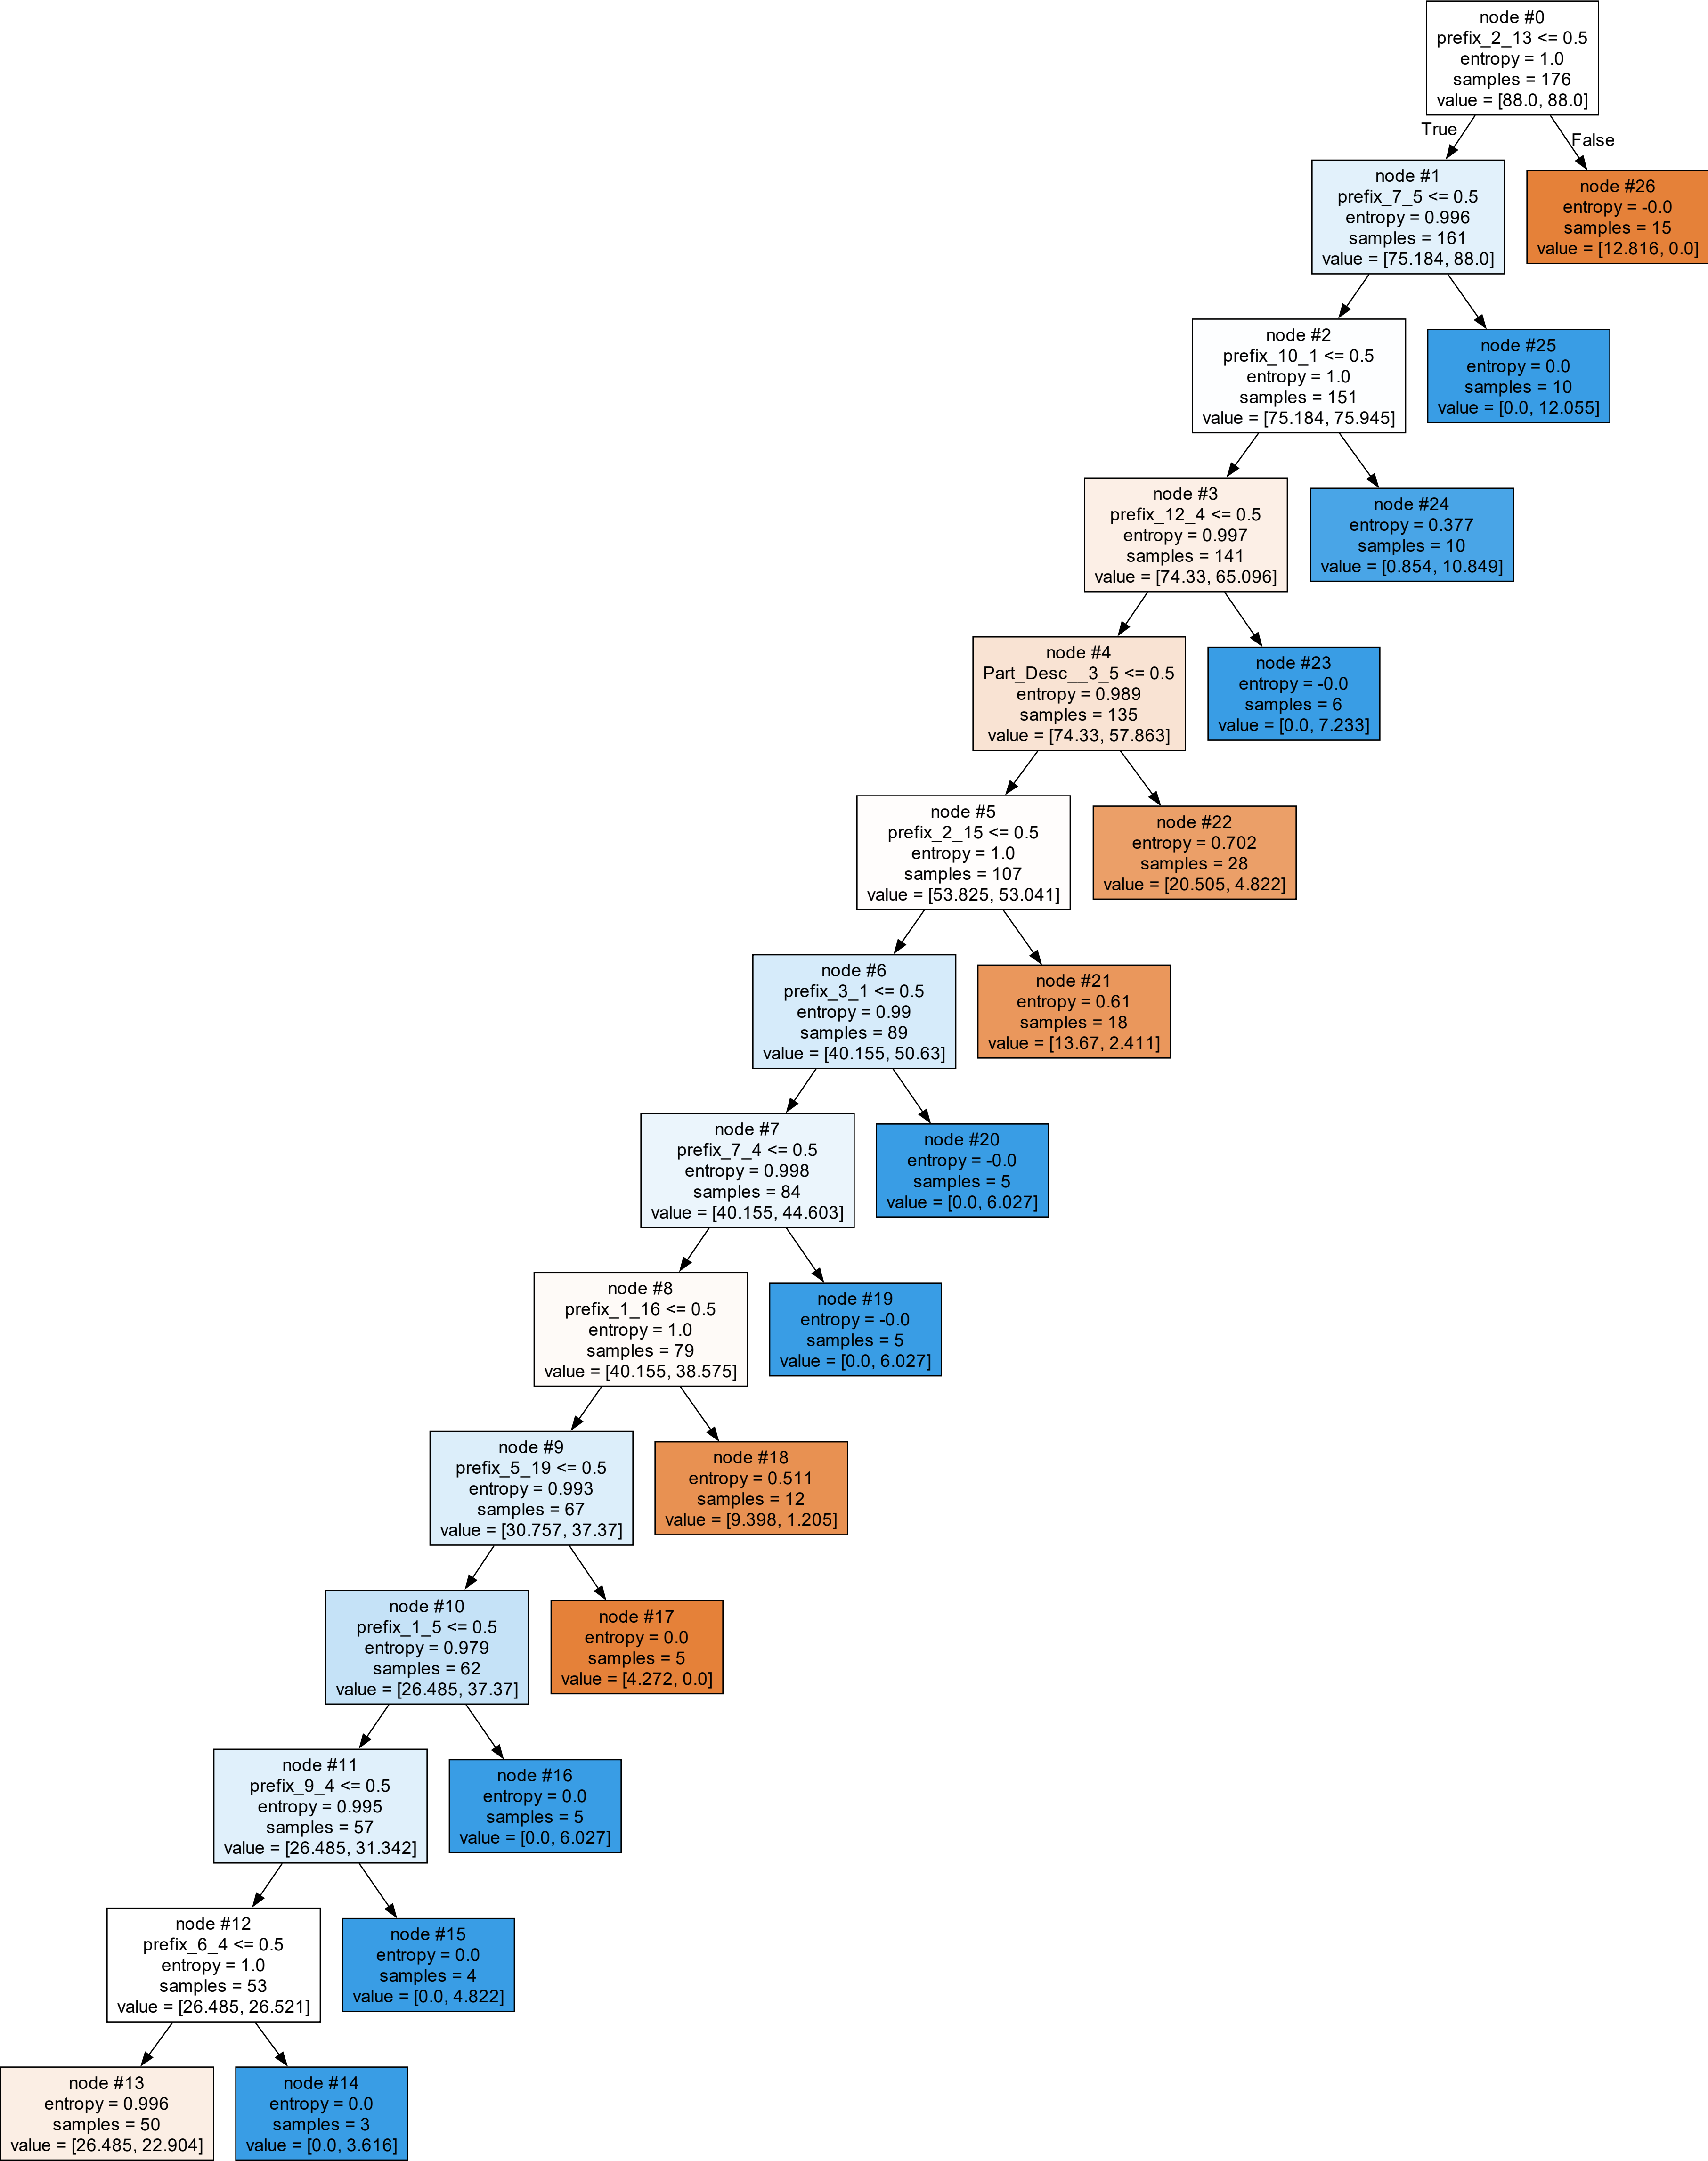 node #0
prefix_2_13 <= 0.5
entropy = 1.0
samples = 176
value = [88.0, 88.0]
True
False
node #1
prefix_7_5 <= 0.5
entropy = 0.996
samples = 161
value = [75.184, 88.0]
node #26
entropy = -0.0
samples = 15
value = [12.816, 0.0]
node #2
prefix_10_1 <= 0.5
entropy = 1.0
samples = 151
value = [75.184, 75.945]
node #25
entropy = 0.0
samples = 10
value = [0.0, 12.055]
node #3
prefix_12_4 <= 0.5
entropy = 0.997
samples = 141
value = [74.33, 65.096]
node #24
entropy = 0.377
samples = 10
value = [0.854, 10.849]
node #4
Part_Desc__3_5 <= 0.5
entropy = 0.989
samples = 135
value = [74.33, 57.863]
node #23
entropy = -0.0
samples = 6
value = [0.0, 7.233]
node #5
prefix_2_15 <= 0.5
entropy = 1.0
samples = 107
value = [53.825, 53.041]
node #22
entropy = 0.702
samples = 28
value = [20.505, 4.822]
node #6
prefix_3_1 <= 0.5
entropy = 0.99
samples = 89
value = [40.155, 50.63]
node #21
entropy = 0.61
samples = 18
value = [13.67, 2.411]
node #7
prefix_7_4 <= 0.5
entropy = 0.998
samples = 84
value = [40.155, 44.603]
node #20
entropy = -0.0
samples = 5
value = [0.0, 6.027]
node #8
prefix_1_16 <= 0.5
entropy = 1.0
samples = 79
value = [40.155, 38.575]
node #19
entropy = -0.0
samples = 5
value = [0.0, 6.027]
node #9
prefix_5_19 <= 0.5
entropy = 0.993
samples = 67
value = [30.757, 37.37]
node #18
entropy = 0.511
samples = 12
value = [9.398, 1.205]
node #10
prefix_1_5 <= 0.5
entropy = 0.979
samples = 62
value = [26.485, 37.37]
node #17
entropy = 0.0
samples = 5
value = [4.272, 0.0]
node #11
prefix_9_4 <= 0.5
entropy = 0.995
samples = 57
value = [26.485, 31.342]
node #16
entropy = 0.0
samples = 5
value = [0.0, 6.027]
node #12
prefix_6_4 <= 0.5
entropy = 1.0
samples = 53
value = [26.485, 26.521]
node #15
entropy = 0.0
samples = 4
value = [0.0, 4.822]
node #13
entropy = 0.996
samples = 50
value = [26.485, 22.904]
node #14
entropy = 0.0
samples = 3
value = [0.0, 3.616]